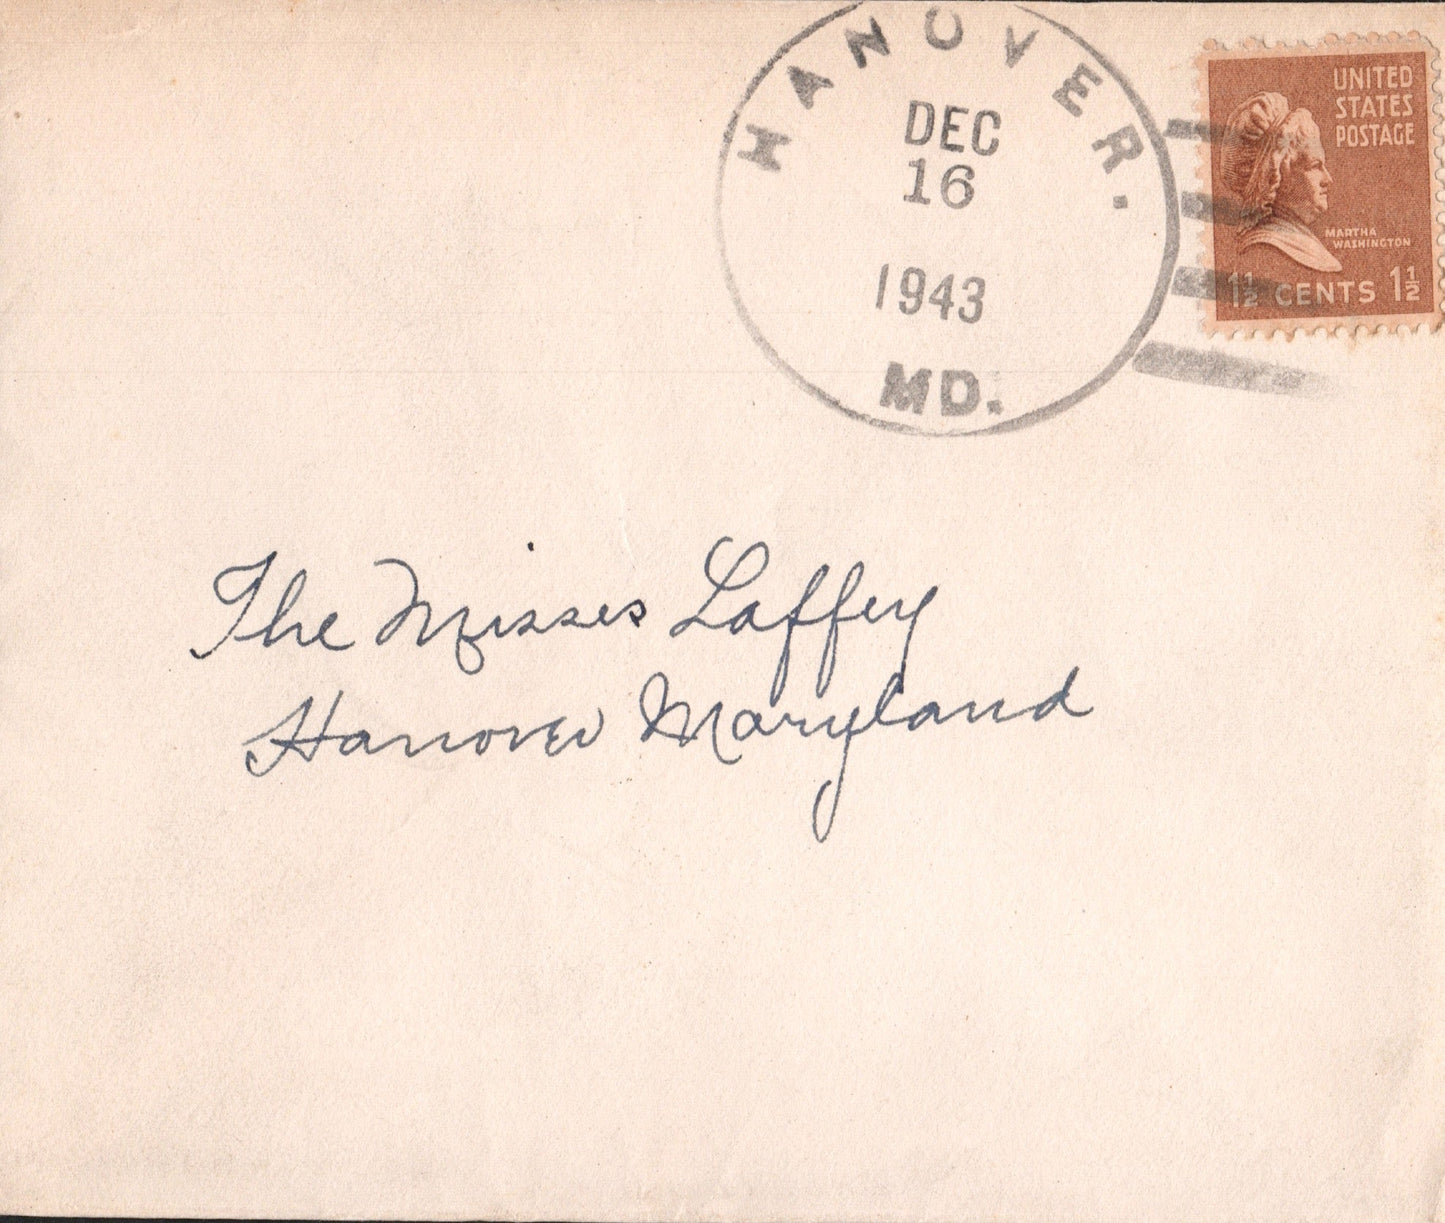 HANOVER.
DEC
16
1943
MD.
UNITED
STATES
POSTAGE
MARTHA
WASHINGTON
1½ CENTS 1½
The Misses Laffey
Hanover Maryland